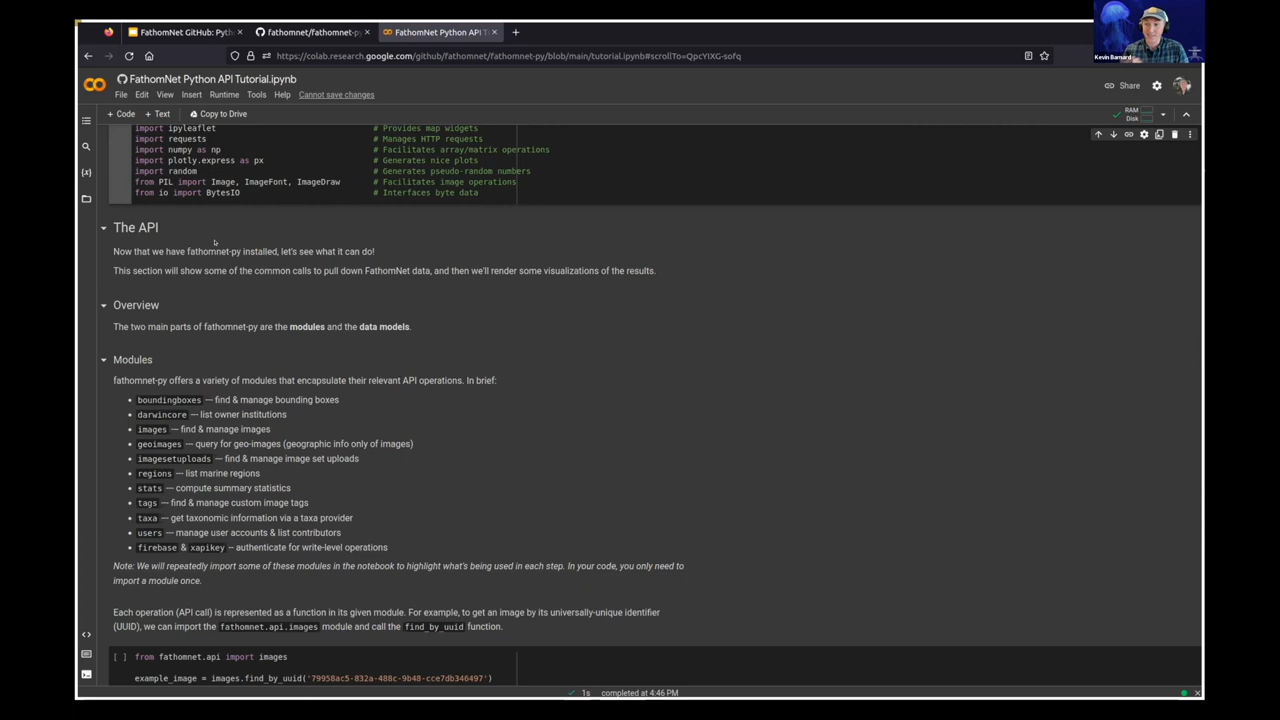 FathomNet GitHub: Pyth
fathomnet/fathomnet-py
FathomNet Python API T
https://colab.research.google.com/github/fathomnet/fathomnet-py/blob/main/tutorial.ipynb#scrollTo=QpcYIXG-sofq
Kevin Barnard
FathomNet Python API Tutorial.ipynb
File Edit View Insert Runtime Tools Help Cannot save changes
Share
+ Code + Text Copy to Drive
RAM
Disk
import ipyleaflet # Provides map widgets
import requests # Manages HTTP requests
import numpy as np # Facilitates array/matrix operations
import plotly.express as px # Generates nice plots
import random # Generates pseudo-random numbers
from PIL import Image, ImageFont, ImageDraw # Facilitates image operations
from io import BytesIO # Interfaces byte data
The API
Now that we have fathomnet-py installed, let's see what it can do!
This section will show some of the common calls to pull down FathomNet data, and then we'll render some visualizations of the results.
Overview
The two main parts of fathomnet-py are the modules and the data models.
Modules
fathomnet-py offers a variety of modules that encapsulate their relevant API operations. In brief:
• boundingboxes — find & manage bounding boxes
• darwincore — list owner institutions
• images — find & manage images
• geoimages — query for geo-images (geographic info only of images)
• imagesetuploads — find & manage image set uploads
• regions — list marine regions
• stats — compute summary statistics
• tags — find & manage custom image tags
• taxa — get taxonomic information via a taxa provider
• users — manage user accounts & list contributors
• firebase & xapikey – authenticate for write-level operations
Note: We will repeatedly import some of these modules in the notebook to highlight what's being used in each step. In your code, you only need to
import a module once.
Each operation (API call) is represented as a function in its given module. For example, to get an image by its universally-unique identifier
(UUID), we can import the fathomnet.api.images module and call the find_by_uuid function.
[ ] from fathomnet.api import images
example_image = images.find_by_uuid('79958ac5-832a-488c-9b48-cce7db346497')
1s completed at 4:46 PM